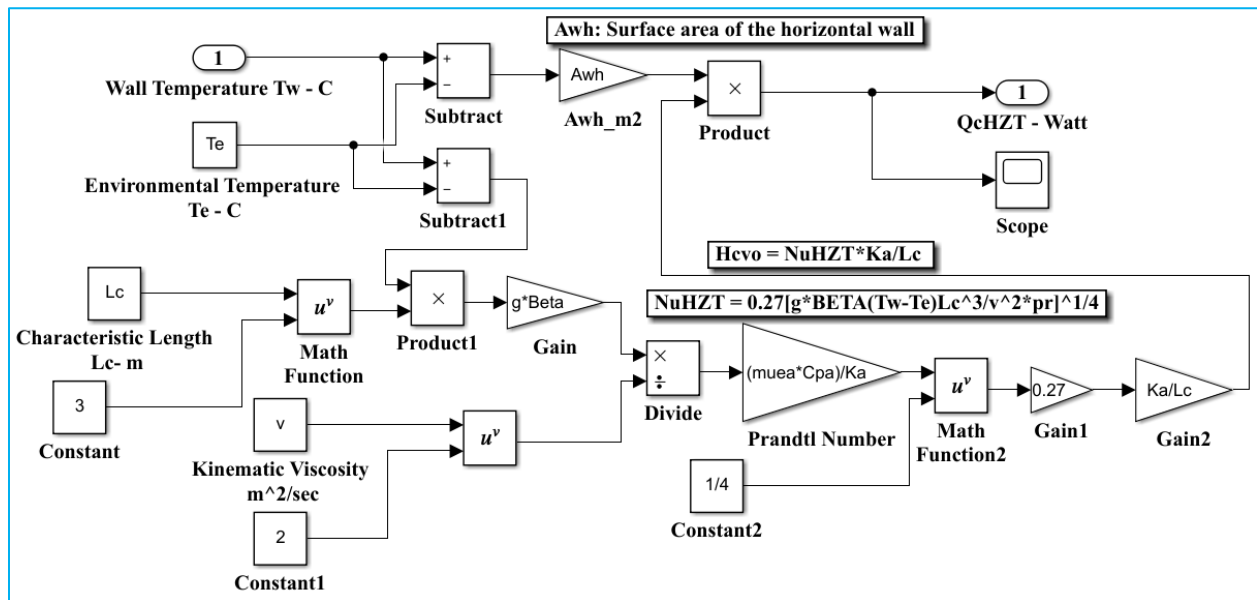 Awh: Surface area of the horizontal wall
1
Wall Temperature Tw - C
+
−
Subtract
Awh
Awh_m2
×
Product
1
QcHZT - Watt
Te
Environmental Temperature
Te - C
+
−
Subtract1
Scope
Hcvo = NuHZT*Ka/Lc
NuHZT = 0.27[g*BETA(Tw-Te)Lc^3/v^2*pr]^1/4
Lc
Characteristic Length
Lc- m
u^v
Math
Function
×
Product1
g*Beta
Gain
×
÷
Divide
(muea*Cpa)/Ka
Prandtl Number
u^v
Math
Function2
0.27
Gain1
Ka/Lc
Gain2
3
Constant
v
Kinematic Viscosity
m^2/sec
u^v
1/4
Constant2
2
Constant1